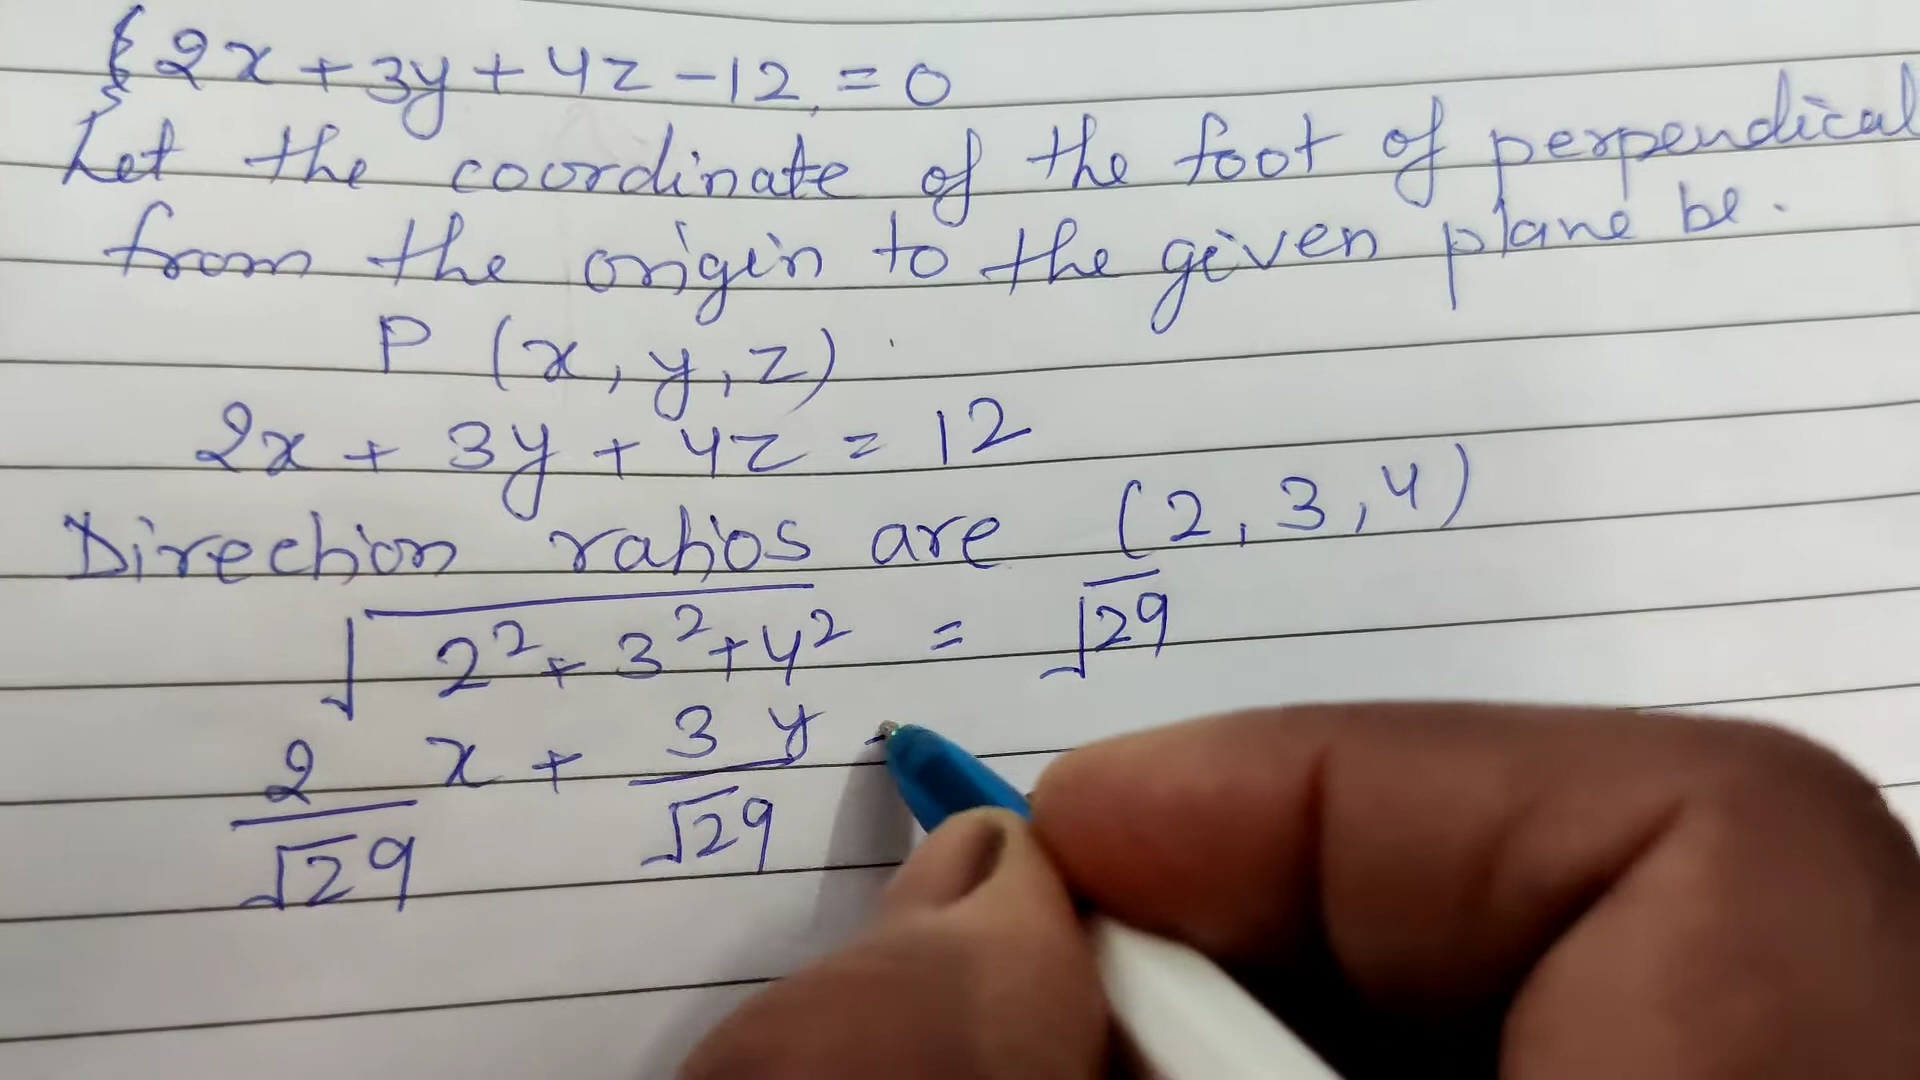 { 2x + 3y + 4z - 12 = 0
Let the coordinate of the foot of perpendical
from the origin to the given plane be.
P (x, y, z)
2x + 3y + 4z = 12
Direction ratios are (2, 3, 4)
√(2² + 3² + 4²) = √29
2/√29 x + 3y/√29